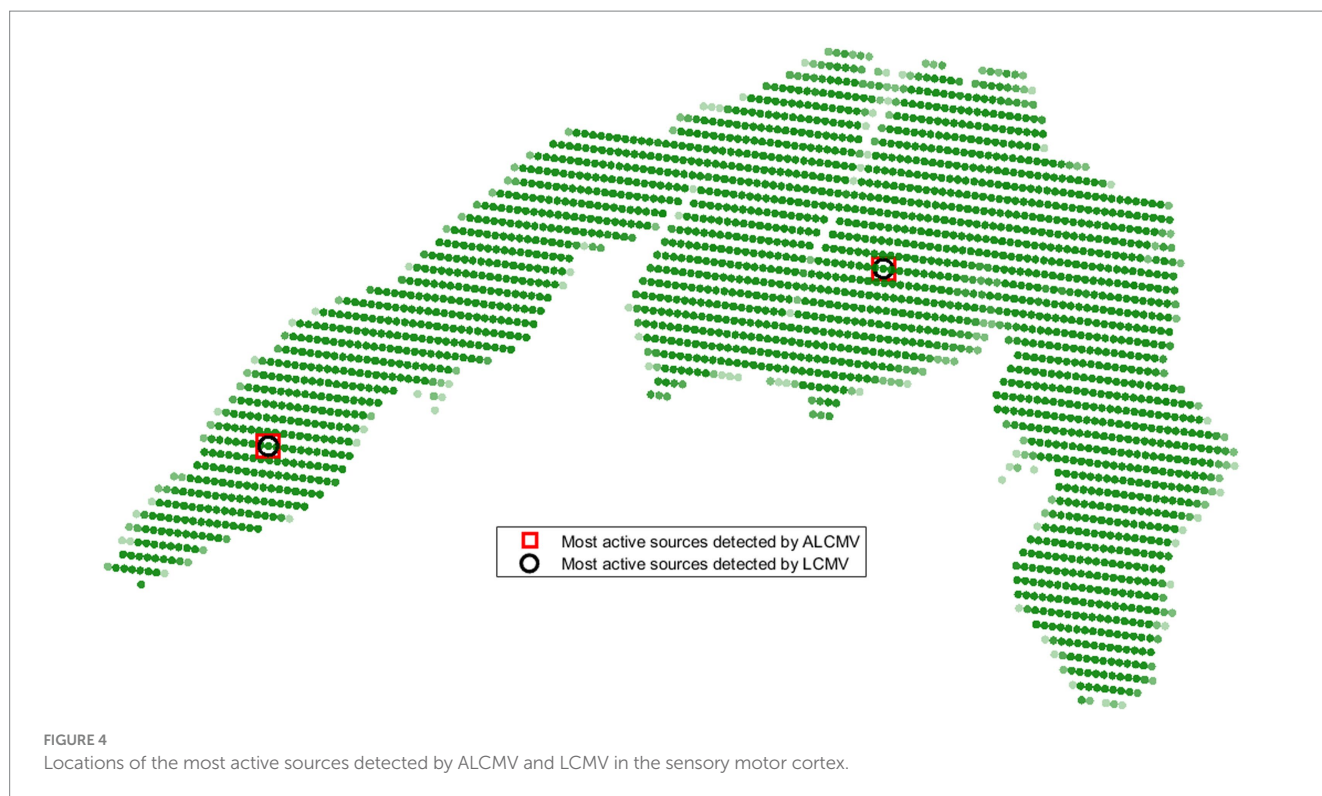 Most active sources detected by ALCMV
Most active sources detected by LCMV
FIGURE 4
Locations of the most active sources detected by ALCMV and LCMV in the sensory motor cortex.